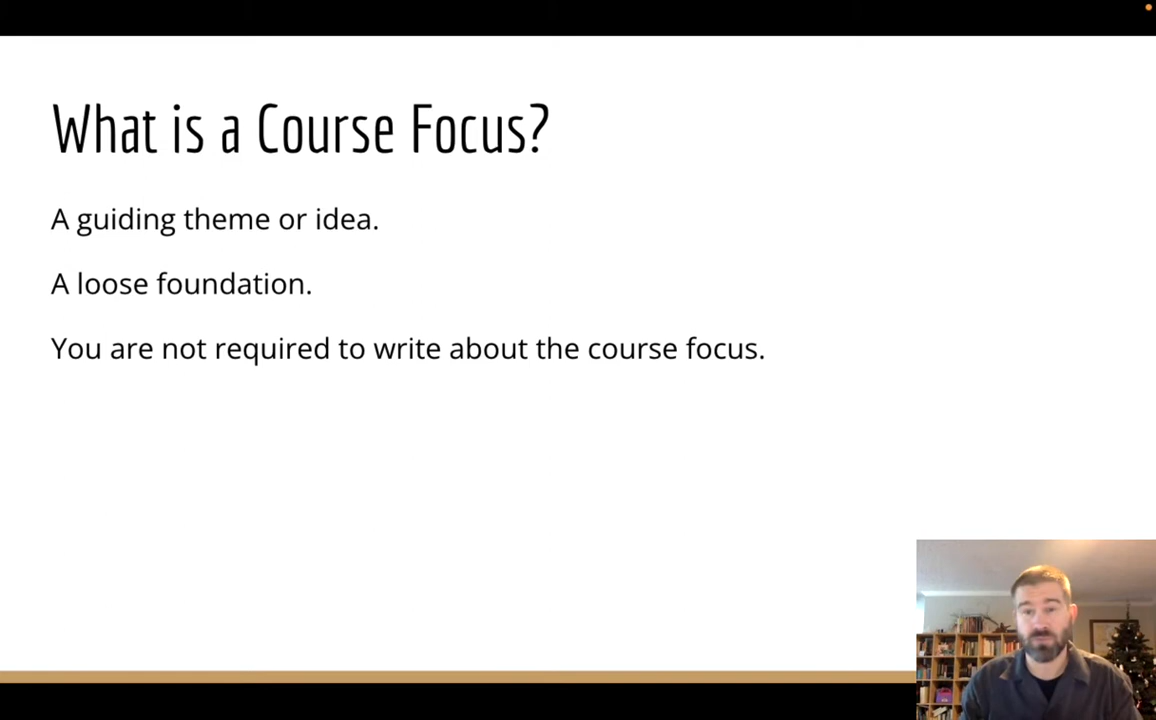 What is a Course Focus?
A guiding theme or idea.
A loose foundation.
You are not required to write about the course focus.